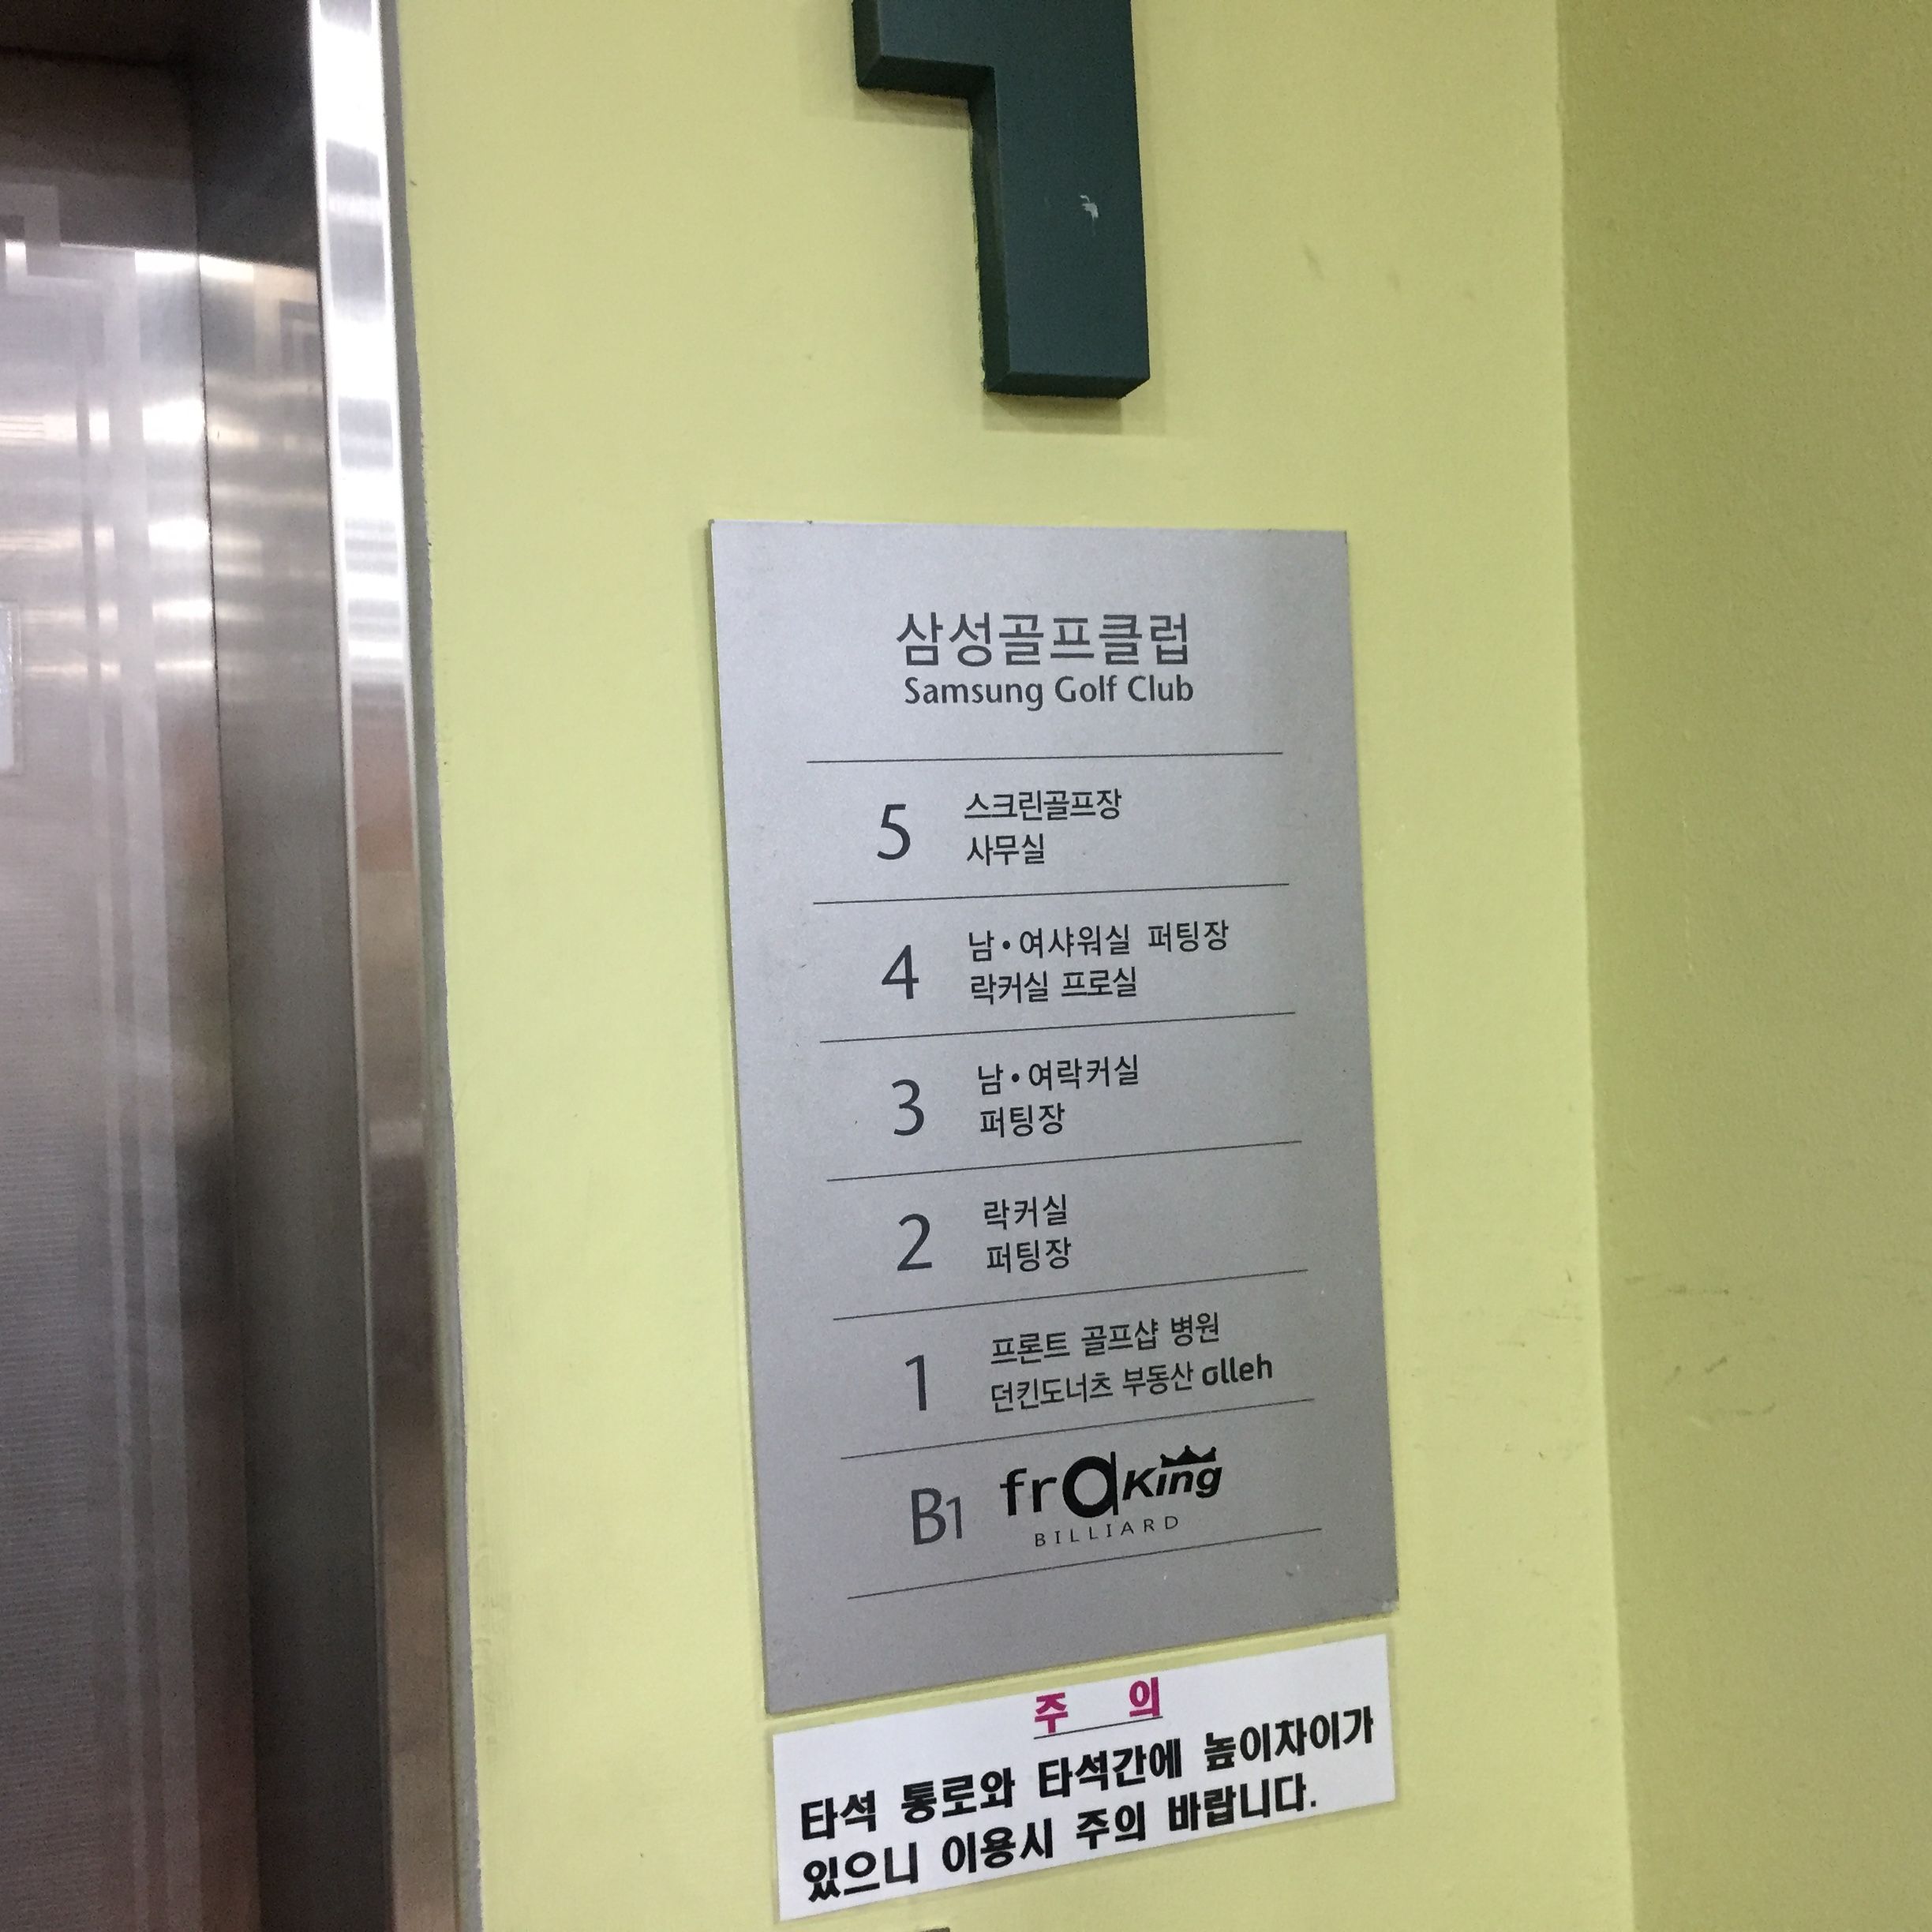 1
삼성골프클럽
Samsung Golf Club
5 스크린골프장
사무실
4 남•여샤워실 퍼팅장
락커실 프로실
3 남•여락커실
퍼팅장
2 락커실
퍼팅장
1 프론트 골프샵 병원
던킨도너츠 부동산 olleh
B1 fraKing
BILLIARD
주 의
타석 통로와 타석간에 높이차이가
있으니 이용시 주의 바랍니다.